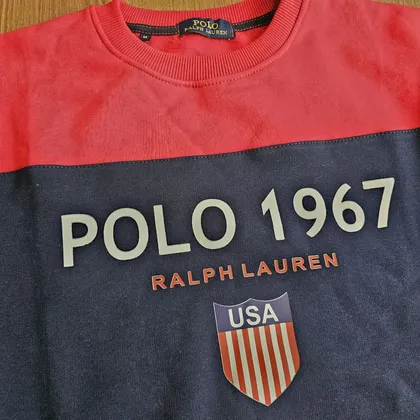 POLO
RALPH LAUREN
M
POLO 1967
RALPH LAUREN
USA